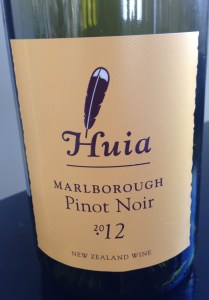 Huia
MARLBOROUGH
Pinot Noir
2012
NEW ZEALAND WINE